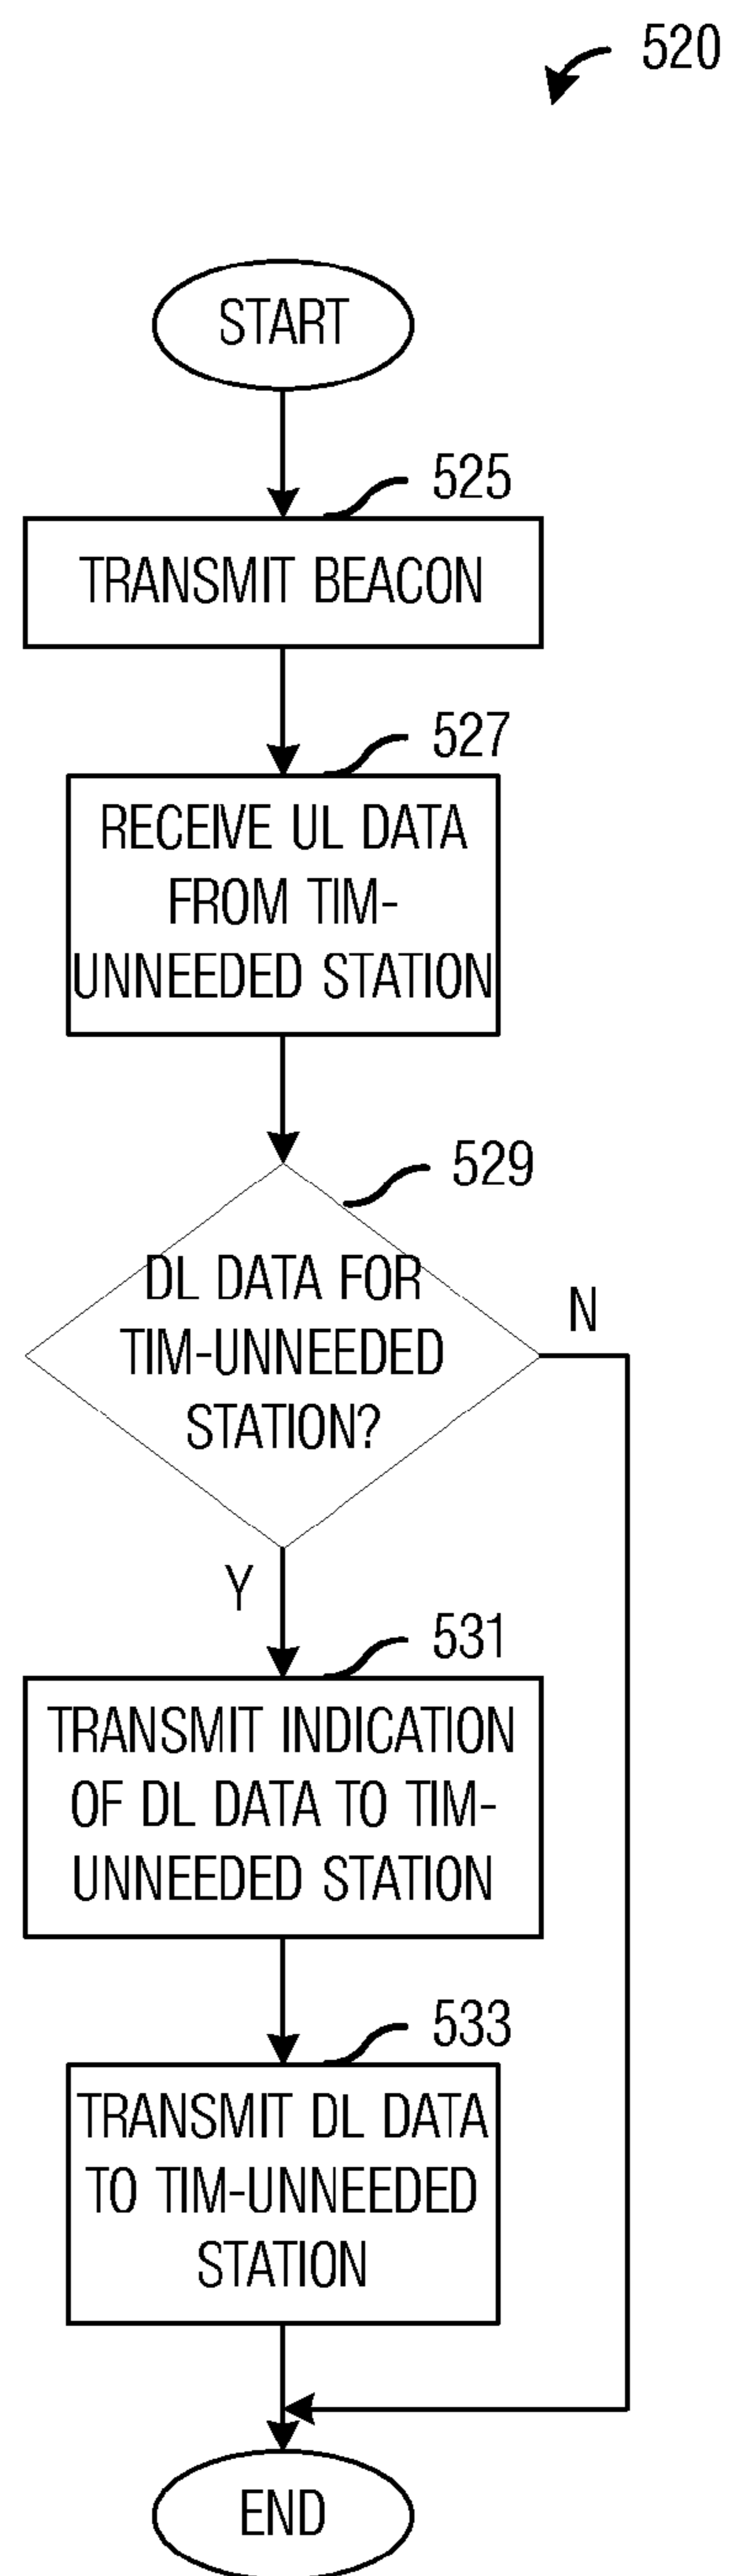 520
START
525
TRANSMIT BEACON
527
RECEIVE UL DATA
FROM TIM-
UNNEEDED STATION
529
DL DATA FOR
TIM-UNNEEDED
STATION?
N
Y
531
TRANSMIT INDICATION
OF DL DATA TO TIM-
UNNEEDED STATION
533
TRANSMIT DL DATA
TO TIM-UNNEEDED
STATION
END